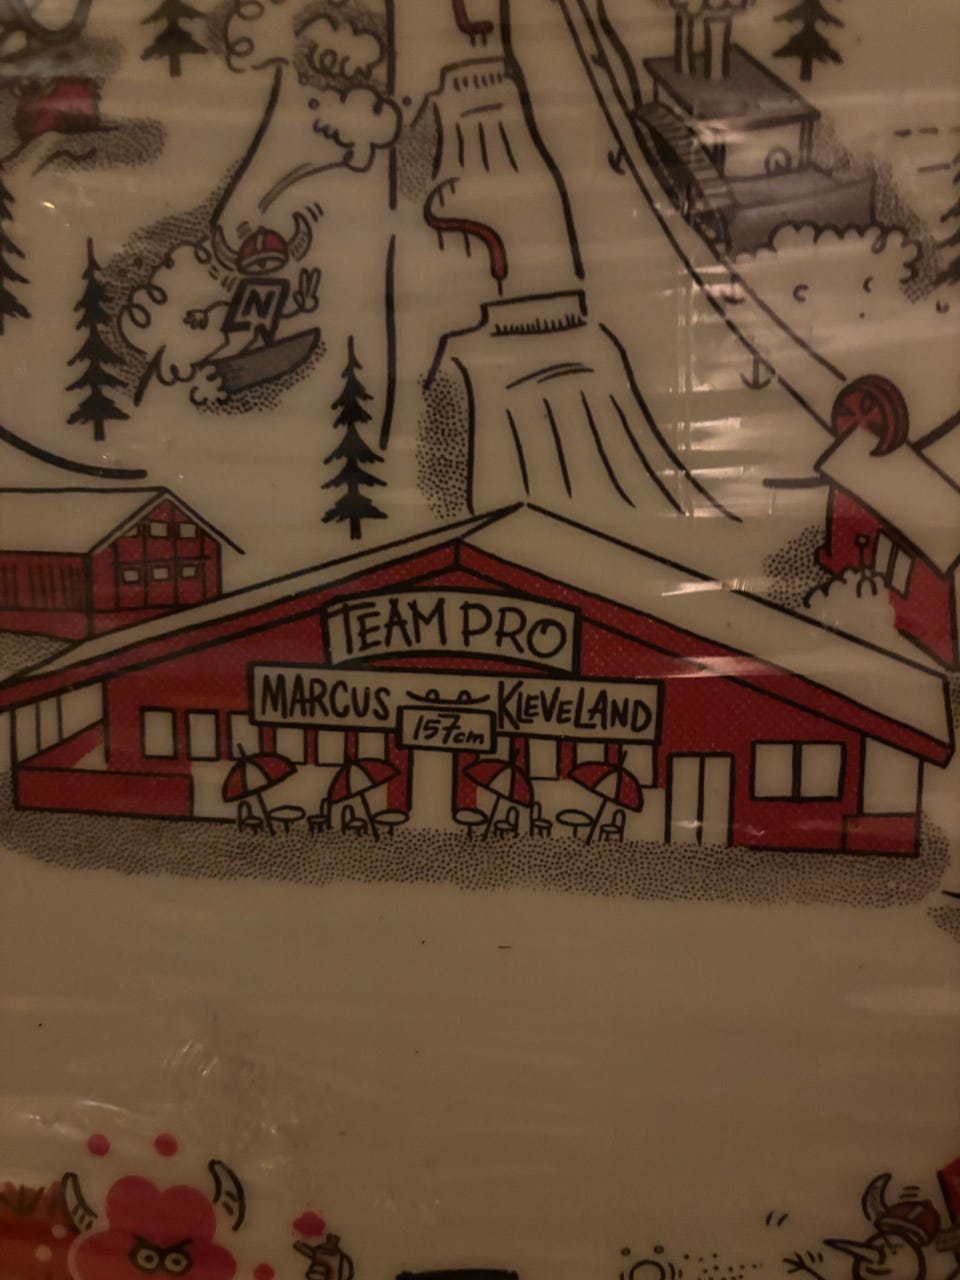 N
TEAM PRO
MARCUS KLEVELAND
157cm